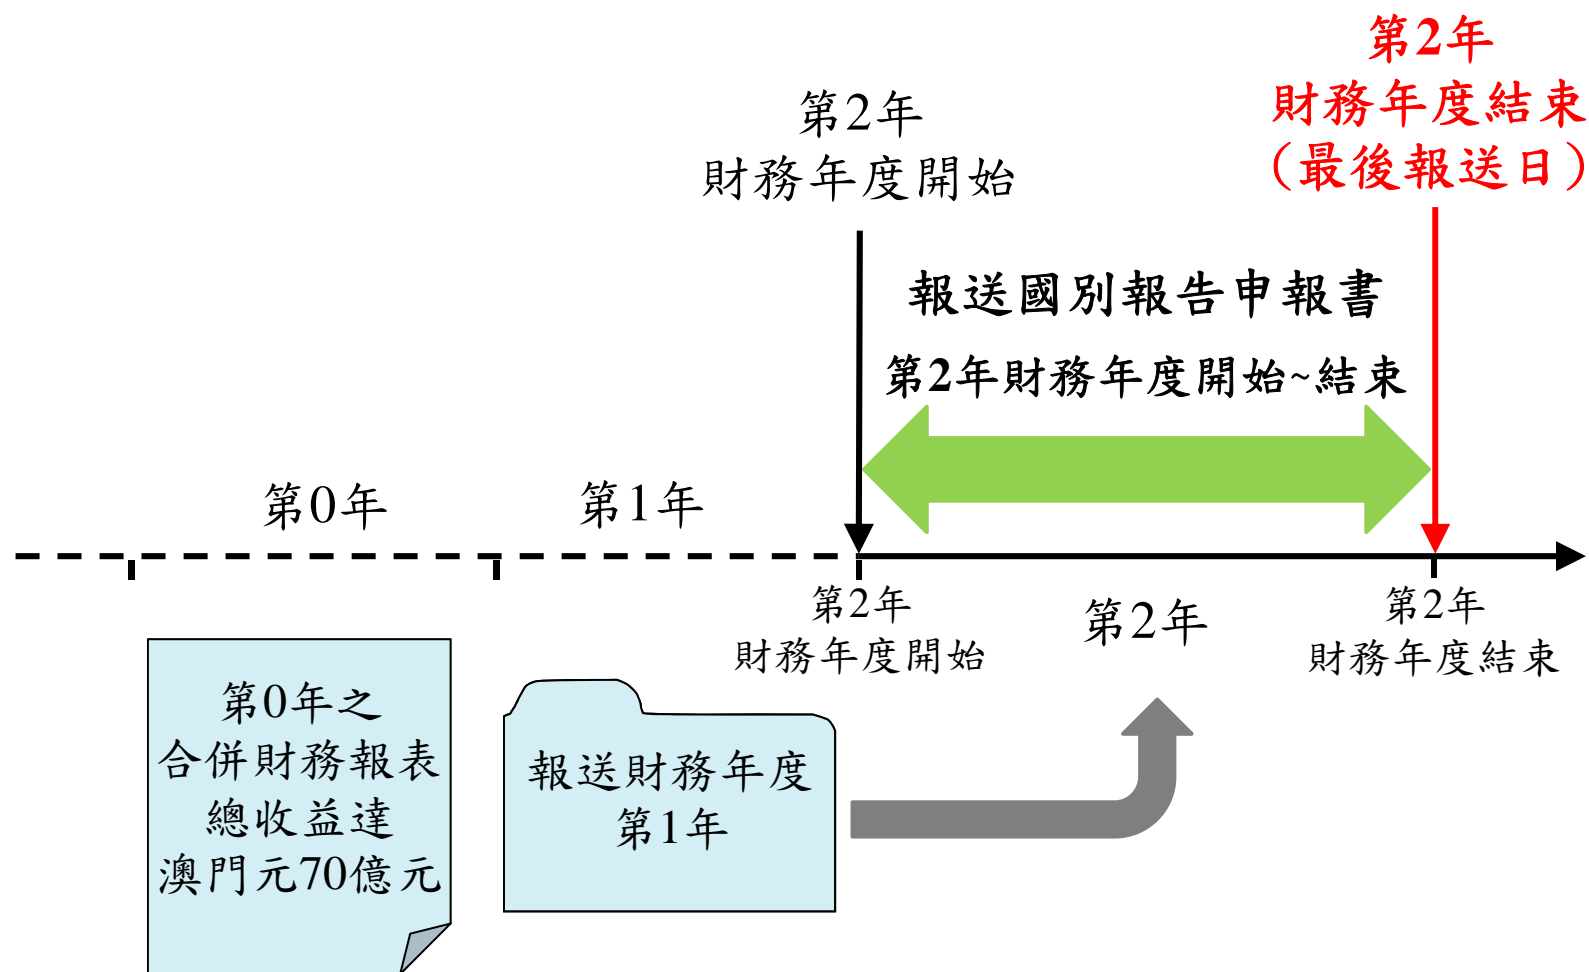 第2年
財務年度結束
（最後報送日）
第2年
財務年度開始
報送國別報告申報書
第2年財務年度開始~結束
第0年
第1年
第2年
財務年度開始
第2年
第2年
財務年度結束
第0年之
合併財務報表
總收益達
澳門元70億元
報送財務年度
第1年